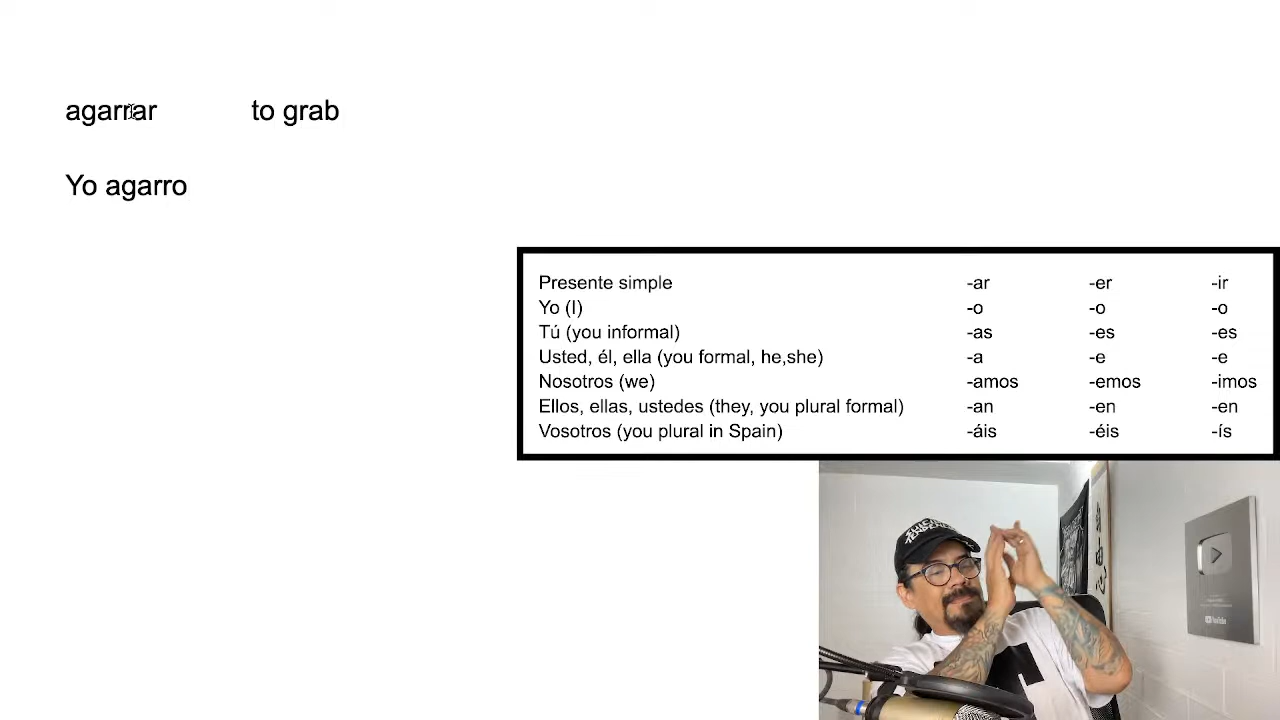 agarrar to grab
Yo agarro
Presente simple -ar -er -ir
Yo (I) -o -o -o
Tú (you informal) -as -es -es
Usted, él, ella (you formal, he,she) -a -e -e
Nosotros (we) -amos -emos -imos
Ellos, ellas, ustedes (they, you plural formal) -an -en -en
Vosotros (you plural in Spain) -áis -éis -ís
YouTube